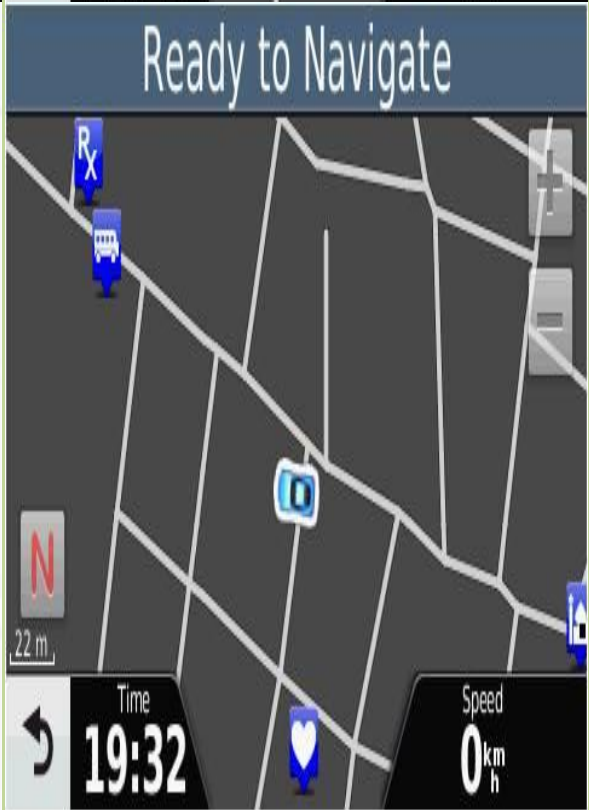 Ready to Navigate
Rx
+
−
N
22 m
Time
19:32
Speed
0 km/h